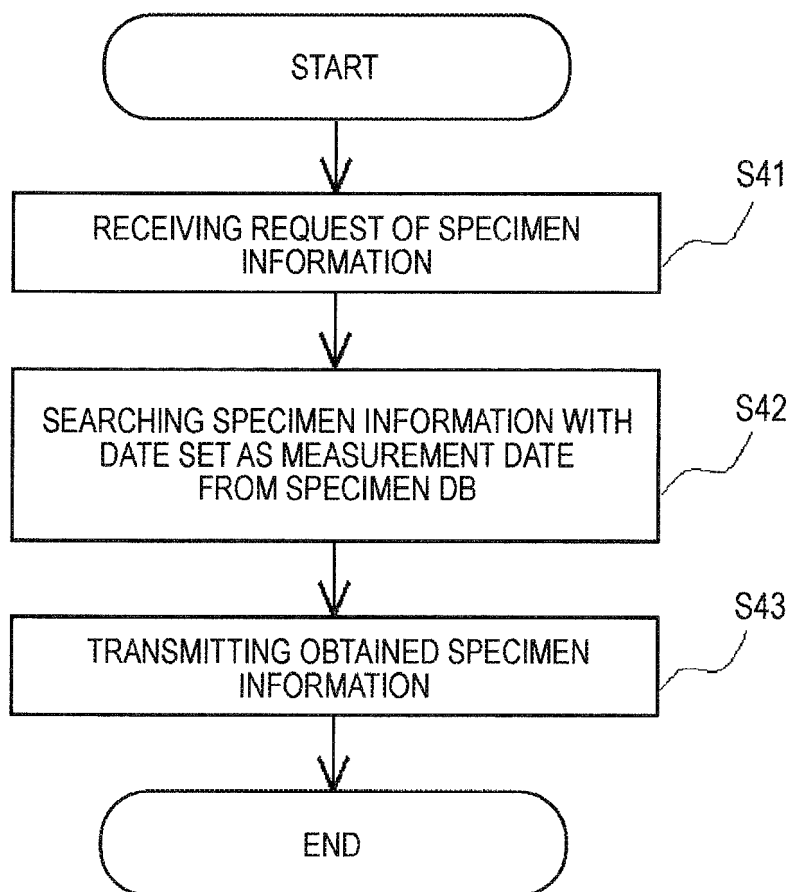 START
S41
RECEIVING REQUEST OF SPECIMEN
INFORMATION
S42
SEARCHING SPECIMEN INFORMATION WITH
DATE SET AS MEASUREMENT DATE
FROM SPECIMEN DB
S43
TRANSMITTING OBTAINED SPECIMEN
INFORMATION
END